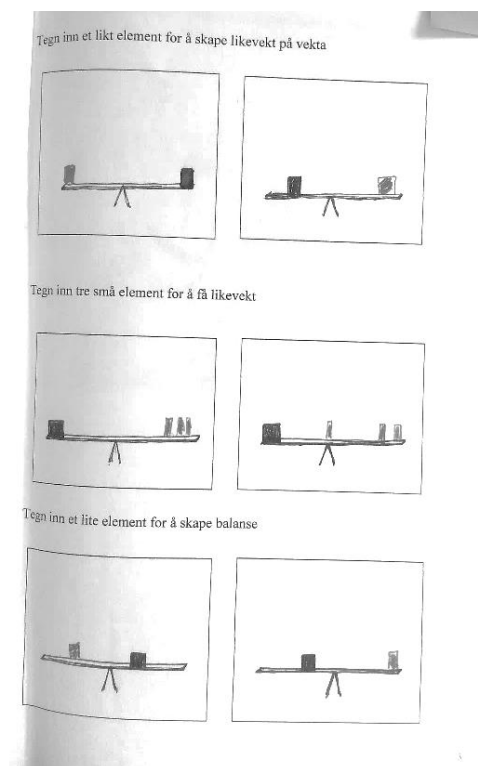 Tegn inn et likt element for å skape likevekt på vekta
Tegn inn tre små element for å få likevekt
Tegn inn et lite element for å skape balanse